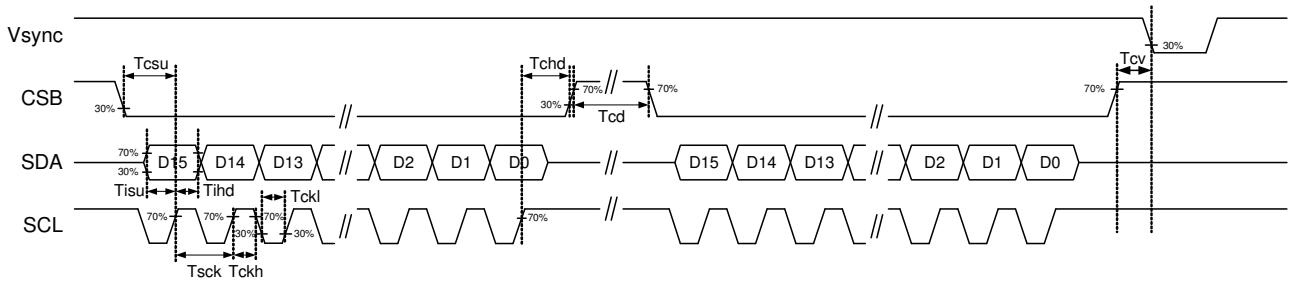 Vsync
30%
Tcsu
Tchd
Tcv
CSB
30%
30%
70%
70%
70%
Tcd
SDA
70%
30%
D15
D14
D13
D2
D1
D0
D15
D14
D13
D2
D1
D0
Tisu
Tihd
Tckl
SCL
70%
70%
70%
30%
30%
70%
Tsck
Tckh